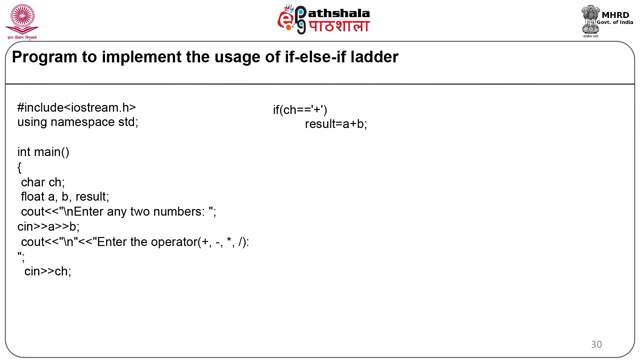 Pathshala
पाठशाला
MHRD
Govt. of India
Program to implement the usage of if-else-if ladder
#include<iostream.h>
using namespace std;
int main()
{
char ch;
float a, b, result;
cout<<"\nEnter any two numbers: ";
cin>>a>>b;
cout<<"\n"<<"Enter the operator(+, -, *, /):
";
cin>>ch;
if(ch=='+')
result=a+b;
30